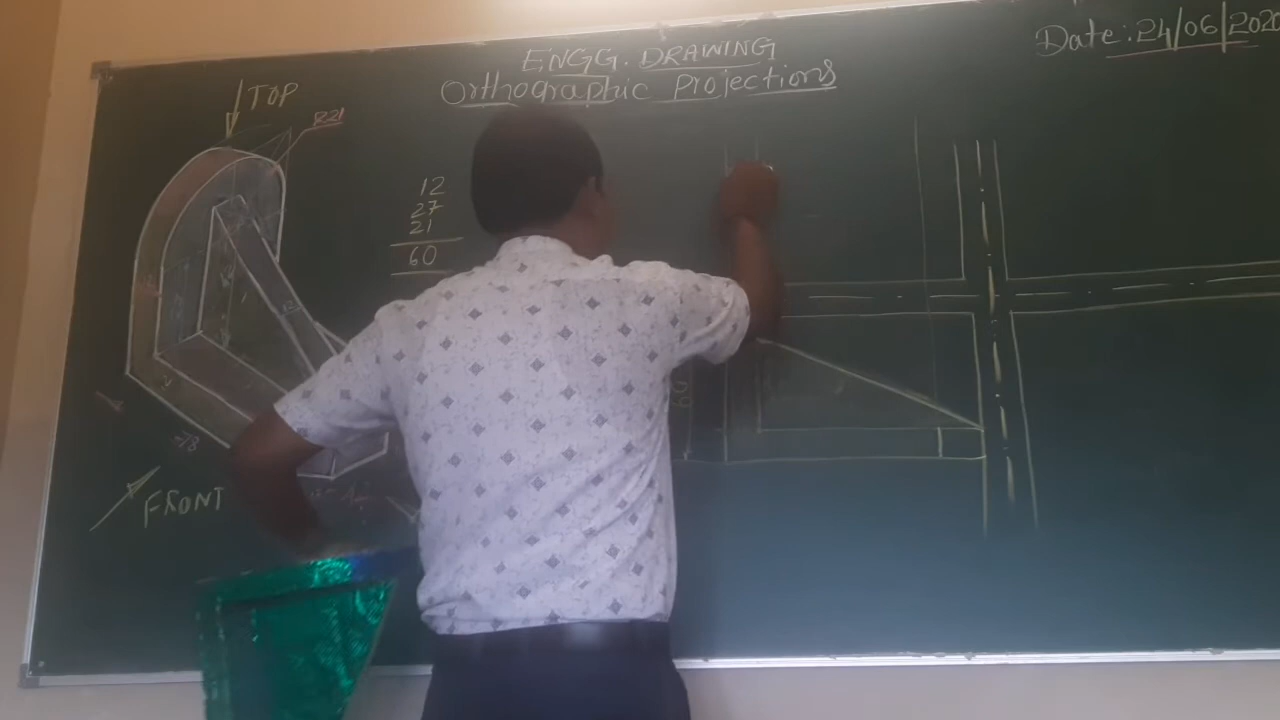 ENGG. DRAWING
Orthographic Projections
Date: 24/06/2020
TOP
R21
12
27
21
60
FRONT